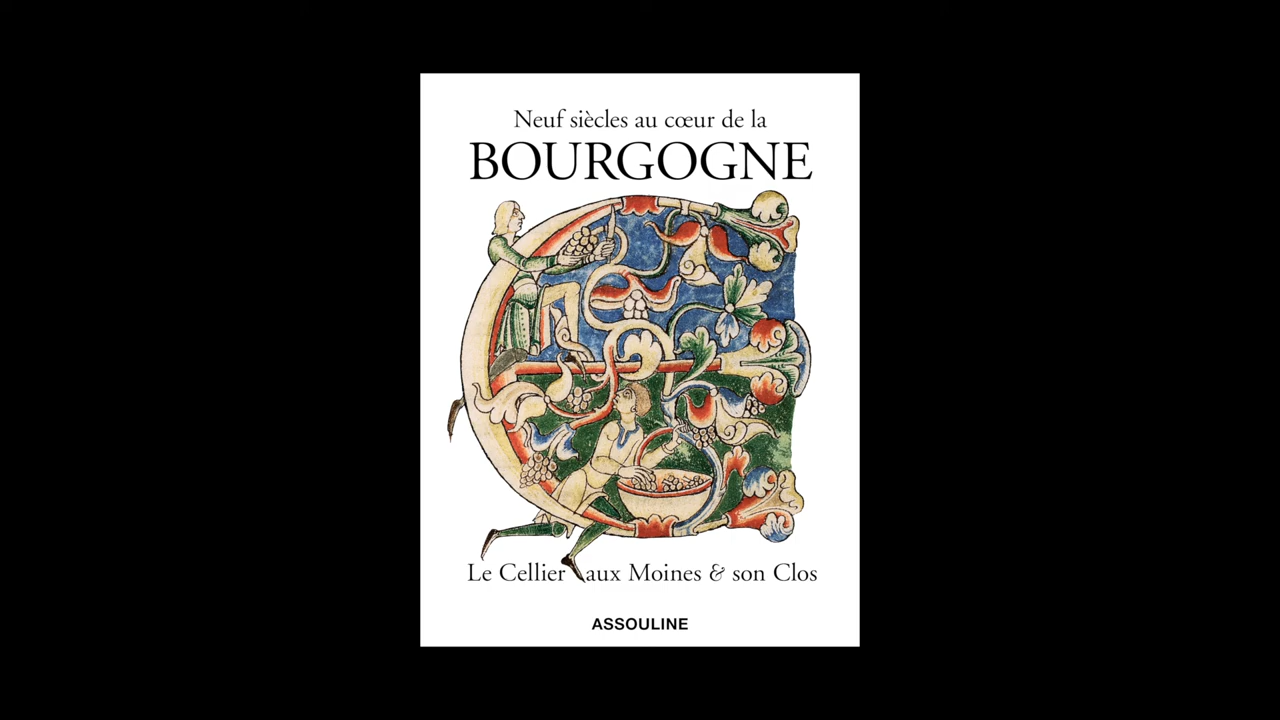 Neuf siècles au cœur de la
BOURGOGNE
Le Cellier aux Moines & son Clos
ASSOULINE